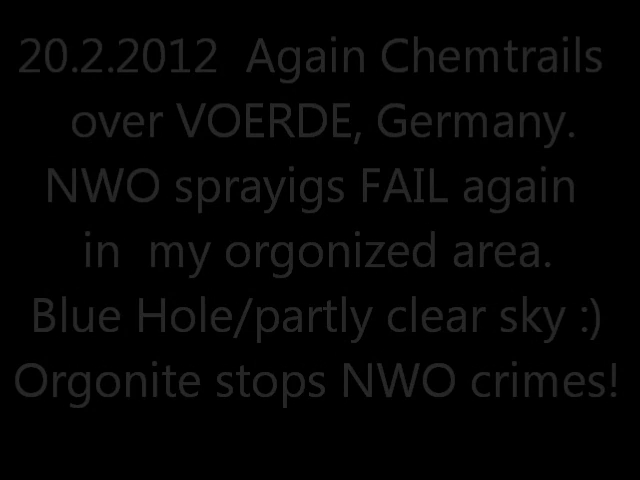 20.2.2012 Again Chemtrails
over VOERDE, Germany.
NWO sprayigs FAIL again
in my orgonized area.
Blue Hole/partly clear sky :)
Orgonite stops NWO crimes!